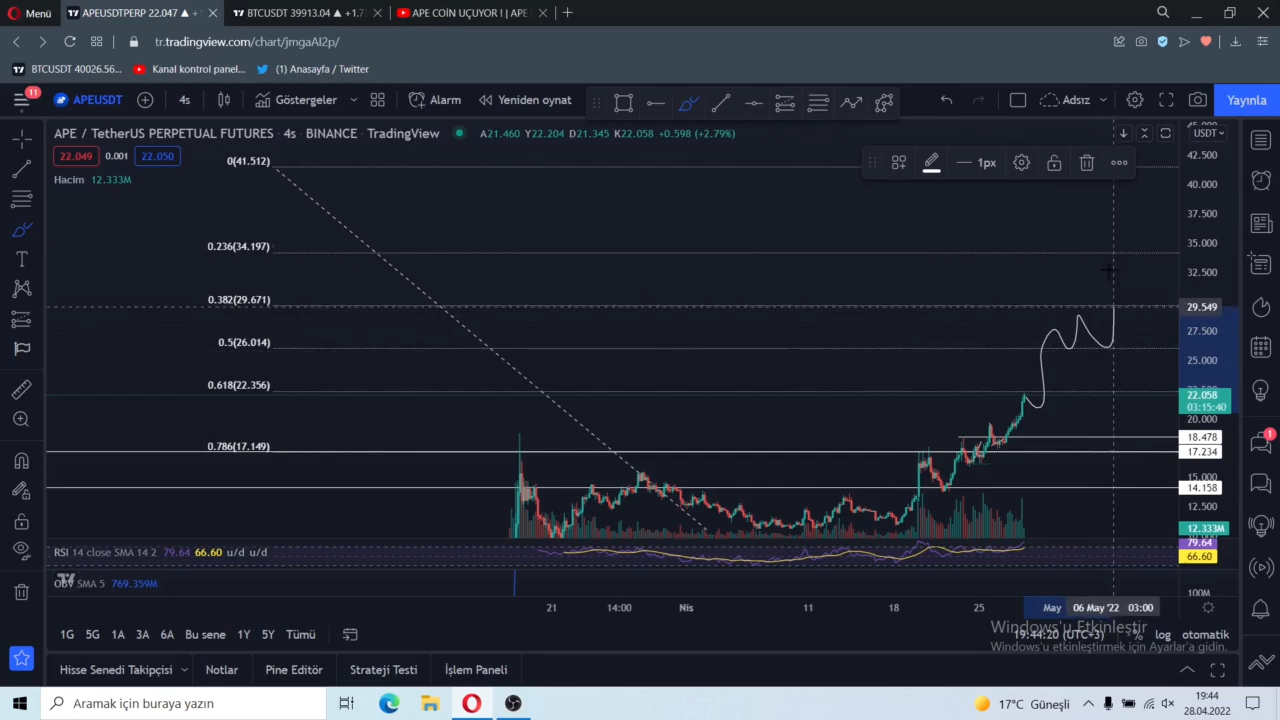 Menü
APEUSDTPERP 22.047 ▲ +1
BTCUSDT 39913.04 ▲ +1.7
APE COİN UÇUYOR ! | APE
tr.tradingview.com/chart/jmgaAI2p/
BTCUSDT 40026.56...
Kanal kontrol panel...
(1) Anasayfa / Twitter
11
APEUSDT
4s
Göstergeler
Alarm
Yeniden oynat
Adsız
Yayınla
APE / TetherUS PERPETUAL FUTURES · 4s · BINANCE · TradingView
A21.460 Y22.204 D21.345 K22.058 +0.598 (+2.79%)
USDT
22.049
0.001
22.050
Hacim 12.333M
1px
0(41.512)
0.236(34.197)
0.382(29.671)
0.5(26.014)
0.618(22.356)
0.786(17.149)
42.500
40.000
37.500
35.000
32.500
29.549
27.500
25.000
22.058
03:15:40
20.000
18.478
17.234
15.000
14.158
12.500
12.333M
RSI 14 close SMA 14 2 79.64 66.60 u/d u/d
79.64
66.60
SMA 5 769.359M
100M
21
14:00
Nis
11
18
25
May
06 May '22 03:00
1G
5G
1A
3A
6A
Bu sene
1Y
5Y
Tümü
19:44:20 (UTC+3)
%
log
otomatik
Windows'u Etkinleştir
Windows'u etkinleştirmek için Ayarlar'a gidin.
Hisse Senedi Takipçisi
Notlar
Pine Editörü
Strateji Testi
İşlem Paneli
1
Aramak için buraya yazın
17°C Güneşli
19:44
28.04.2022